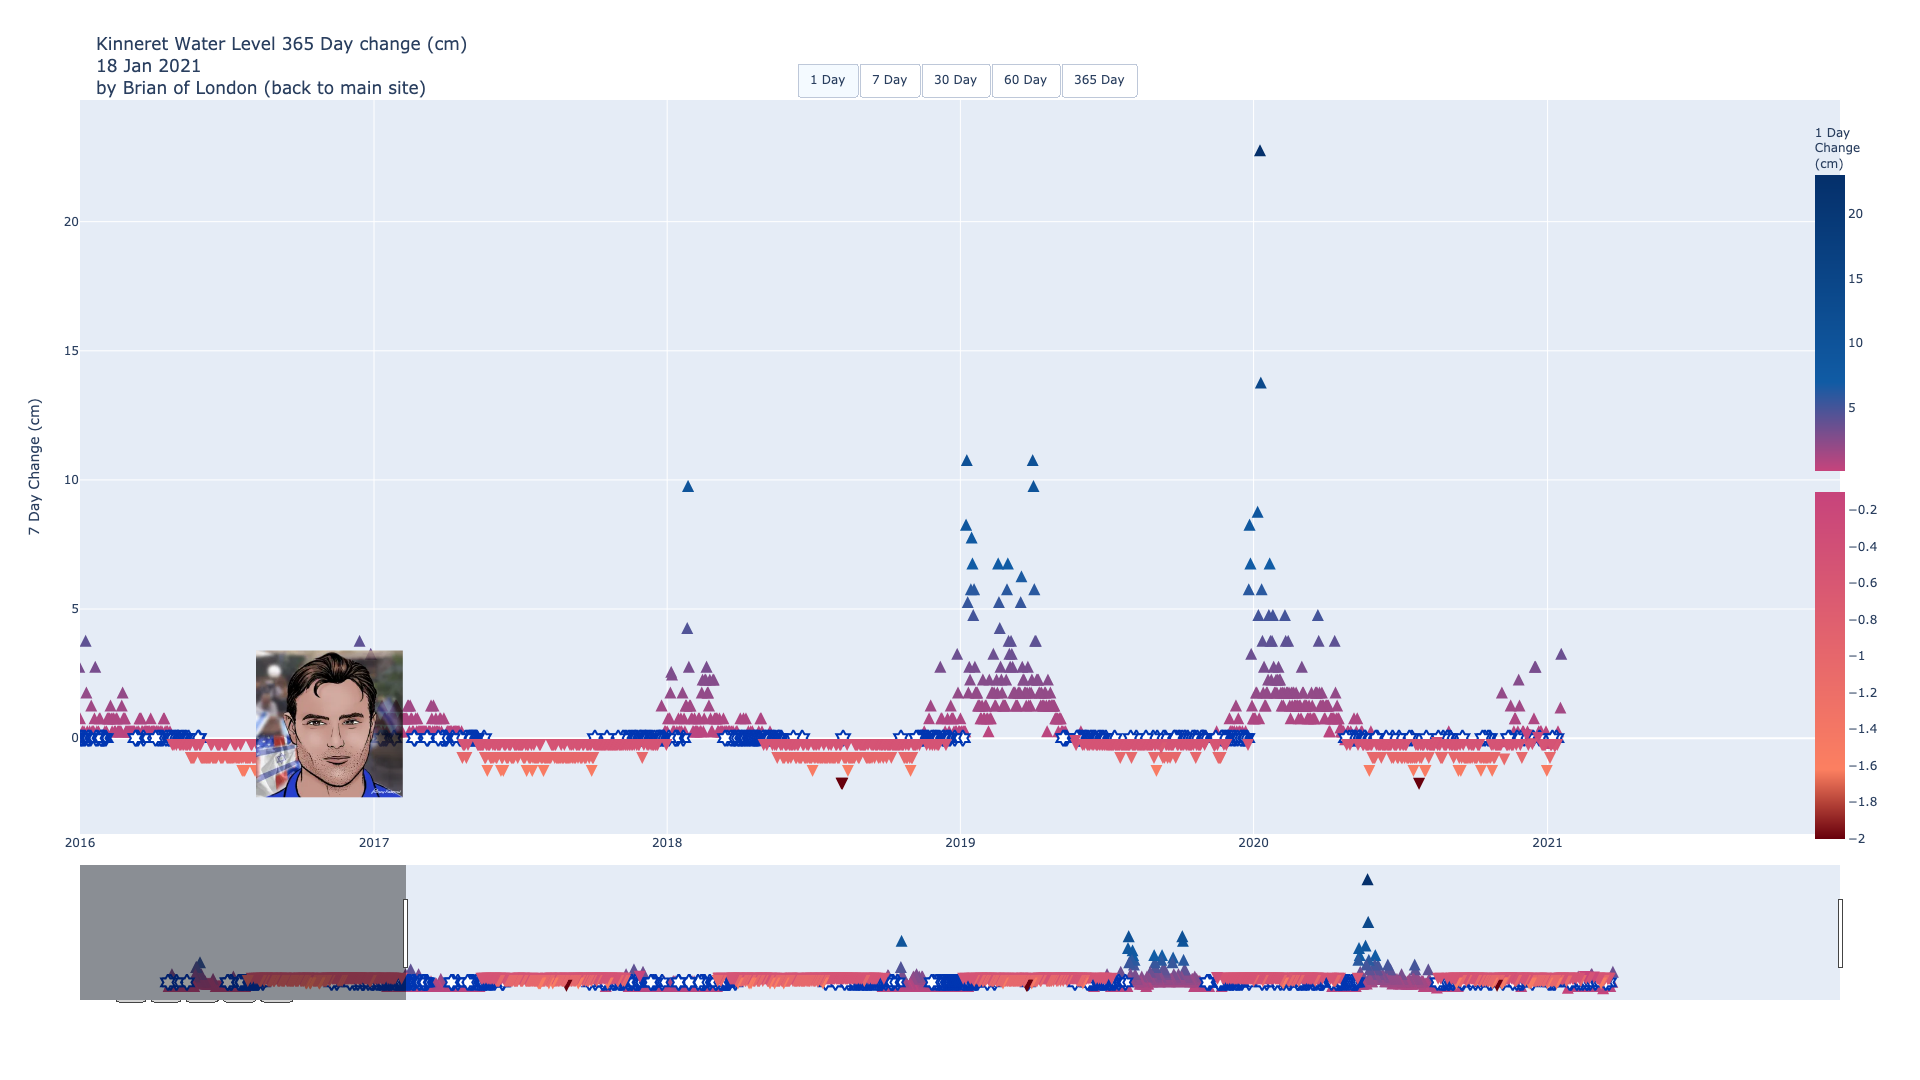 Kinneret Water Level 365 Day change (cm)
18 Jan 2021
by Brian of London (back to main site)
1 Day
7 Day
30 Day
60 Day
365 Day
1 Day
Change
(cm)
20
15
10
5
−0.2
−0.4
−0.6
−0.8
−1
−1.2
−1.4
−1.6
−1.8
−2
7 Day Change (cm)
20
15
10
5
0
2016
2017
2018
2019
2020
2021